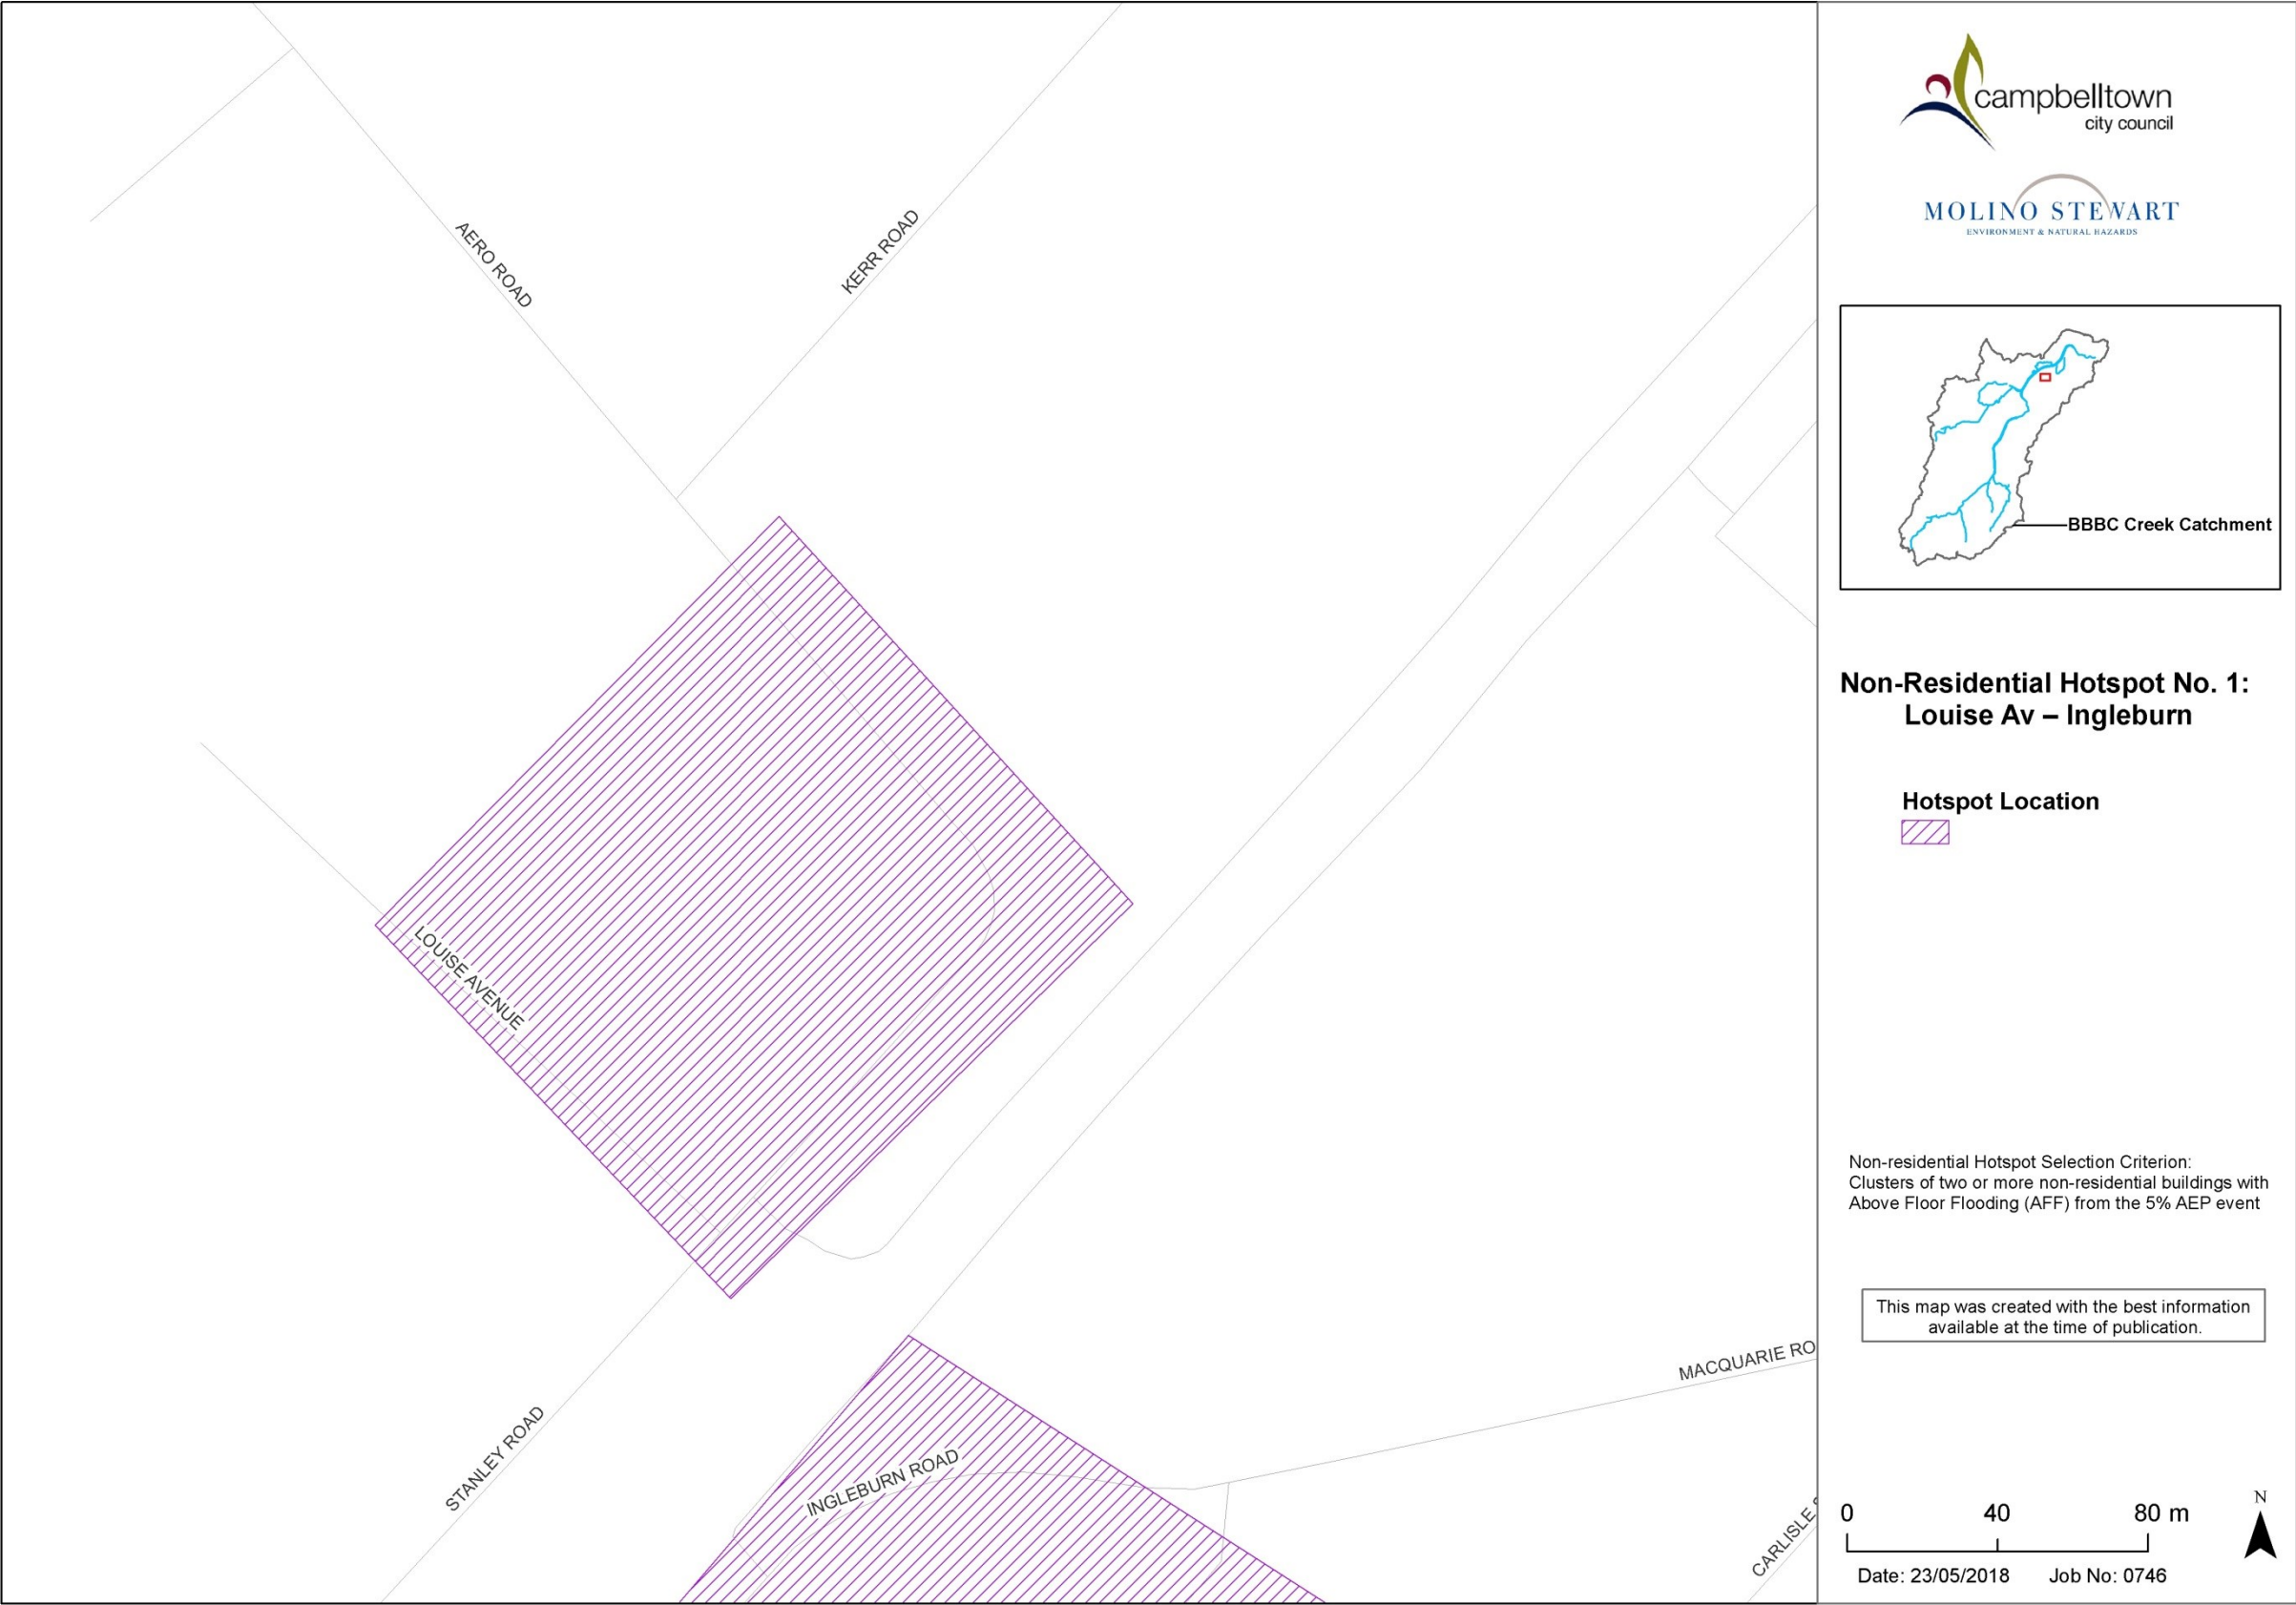 AERO ROAD
KERR ROAD
LOUISE AVENUE
STANLEY ROAD
INGLEBURN ROAD
MACQUARIE RO
CARLISLE
campbelltown
city council
MOLINO STEWART
ENVIRONMENT & NATURAL HAZARDS
BBBC Creek Catchment
Non-Residential Hotspot No. 1:
Louise Av – Ingleburn
Hotspot Location
Non-residential Hotspot Selection Criterion:
Clusters of two or more non-residential buildings with
Above Floor Flooding (AFF) from the 5% AEP event
This map was created with the best information
available at the time of publication.
0 40 80 m
N
Date: 23/05/2018 Job No: 0746